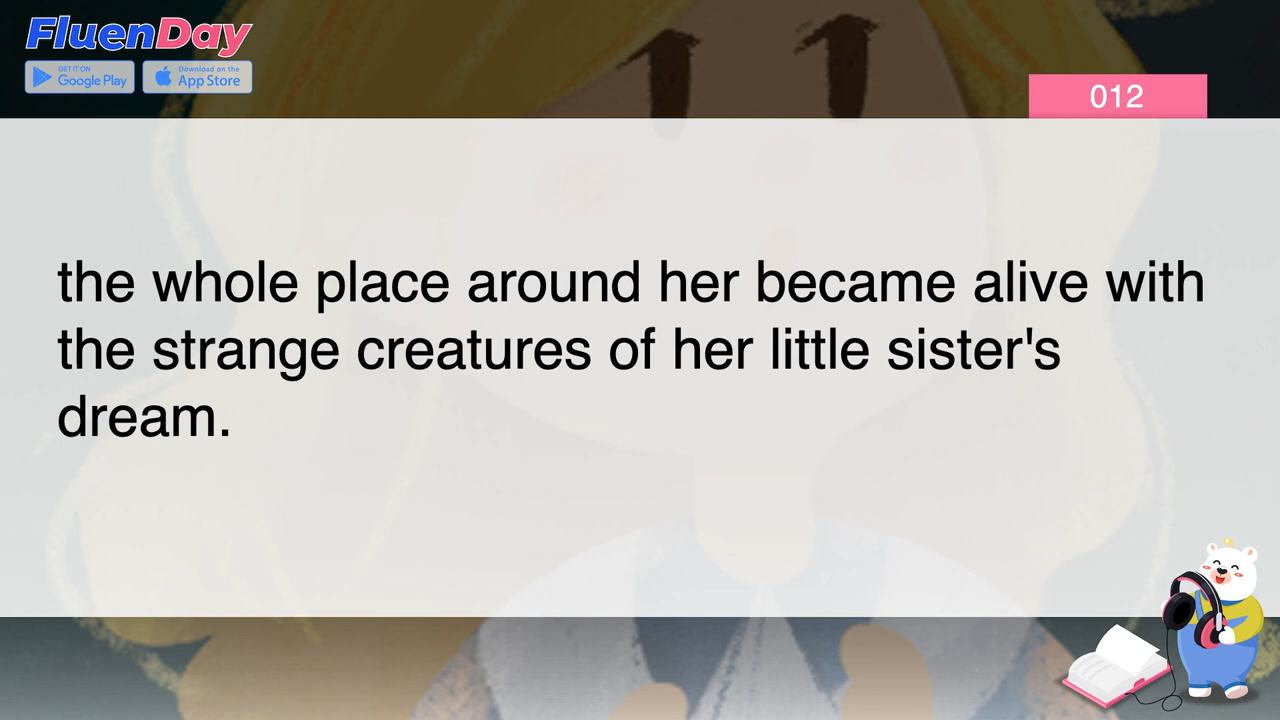 FluenDay
GET IT ON
Google Play
Download on the
App Store
012
the whole place around her became alive with
the strange creatures of her little sister's
dream.